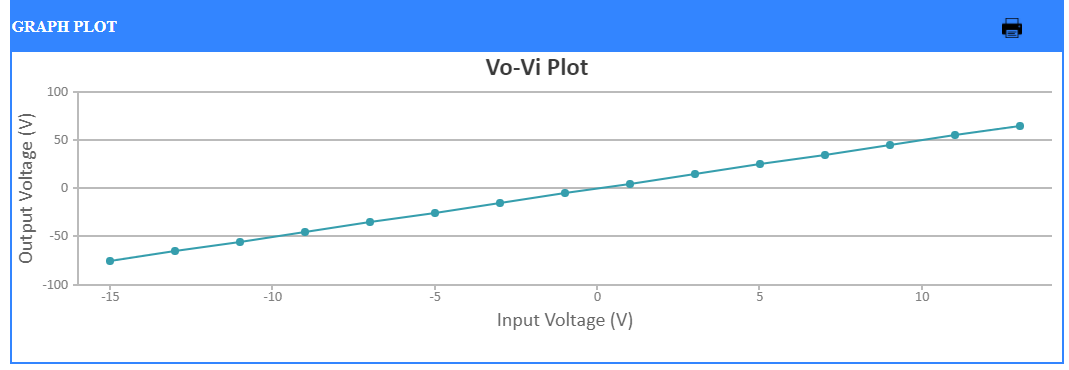 GRAPH PLOT
Vo-Vi Plot
100
50
0
-50
-100
Output Voltage (V)
-15 -10 -5 0 5 10
Input Voltage (V)